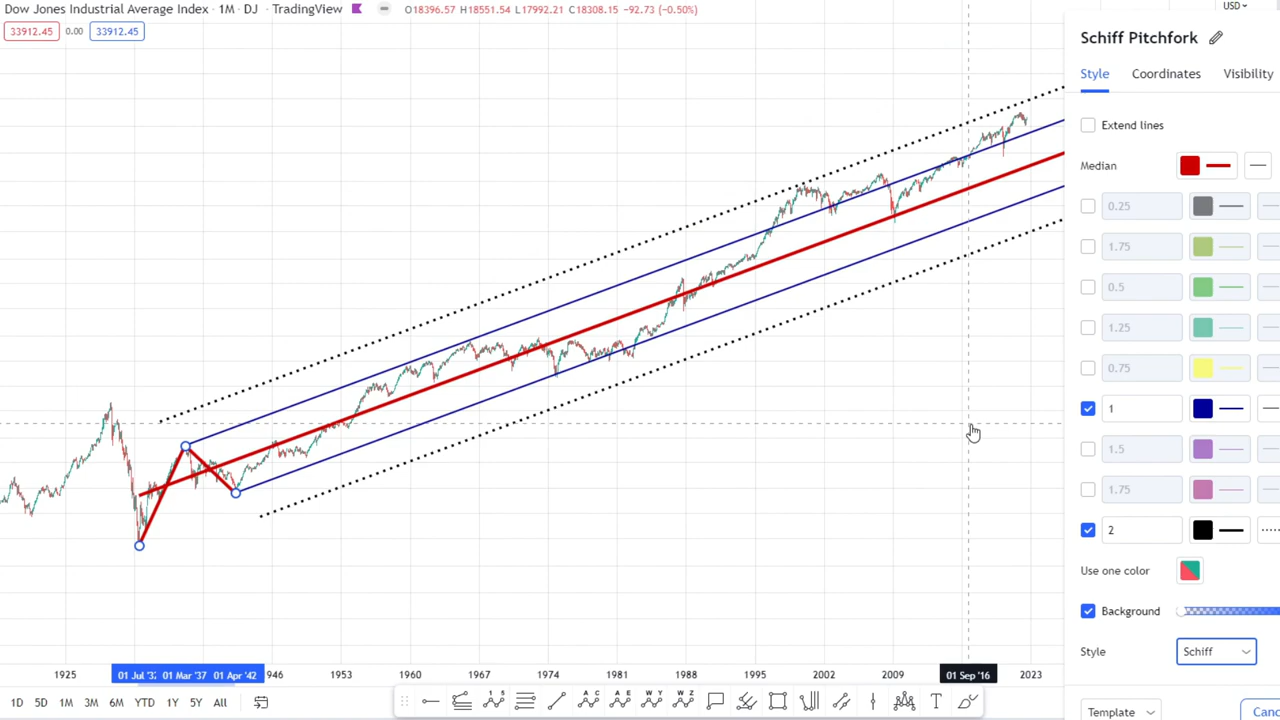 Dow Jones Industrial Average Index · 1M · DJ · TradingView O18396.57 H18551.54 L17992.21 C18308.15 −92.73 (−0.50%)
USD
33912.45 0.00 33912.45
Schiff Pitchfork
Style Coordinates Visibility
Extend lines
Median
0.25
1.75
0.5
1.25
0.75
1
1.5
1.75
2
Use one color
Background
Style Schiff
1925 01 Jul '32 01 Mar '37 01 Apr '42 946 1953 1960 1967 1974 1981 1988 1995 2002 2009 01 Sep '16 2023
1D 5D 1M 3M 6M YTD 1Y 5Y All
Template Canc